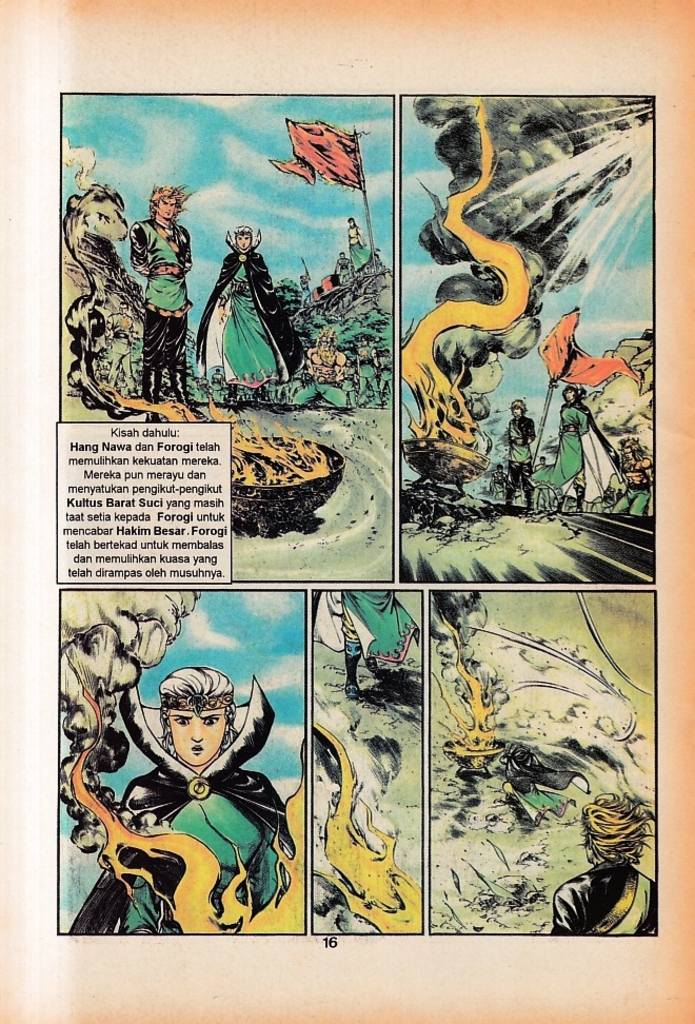 Kisah dahulu:
Hang Nawa dan Forogi telah
memulihkan kekuatan mereka.
Mereka pun merayu dan
menyatukan pengikut-pengikut
Kultus Barat Suci yang masih
taat setia kepada Forogi untuk
mencabar Hakim Besar. Forogi
telah bertekad untuk membalas
dan memulihkan kuasa yang
telah dirampas oleh musuhnya.
16